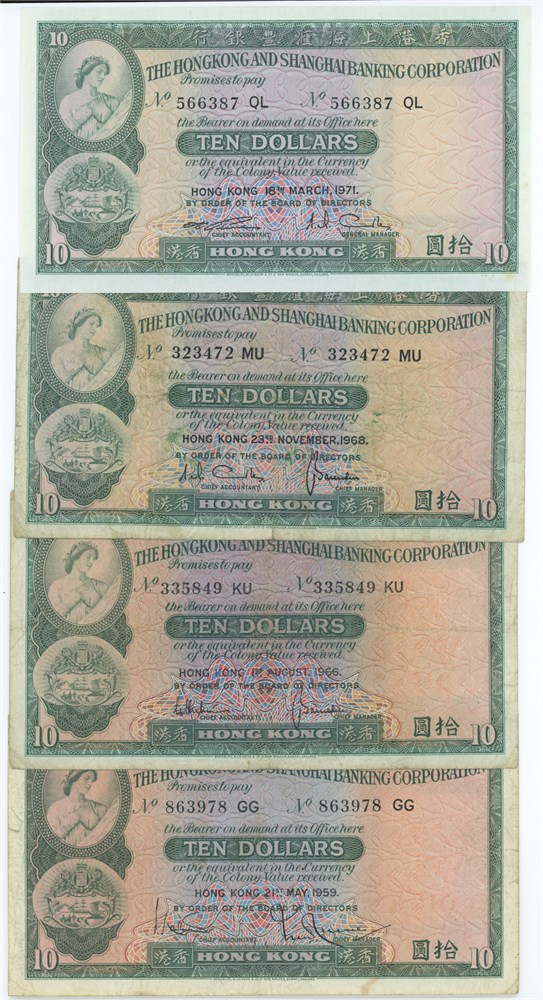 10 行銀豐滙海上港香
THE HONGKONG AND SHANGHAI BANKING CORPORATION
Promises to pay
No 566387 QL No 566387 QL
the Bearer on demand at its Office here
TEN DOLLARS
or the equivalent in the Currency
of the Colony, Value received.
HONG KONG 18TH MARCH, 1971.
BY ORDER OF THE BOARD OF DIRECTORS
CHIEF ACCOUNTANT GENERAL MANAGER
10 港香 HONG KONG 港香 圓拾 10
THE HONGKONG AND SHANGHAI BANKING CORPORATION
Promises to pay
No 323472 MU No 323472 MU
the Bearer on demand at its Office here
TEN DOLLARS
or the equivalent in the Currency
of the Colony, Value received.
HONG KONG 23RD NOVEMBER, 1968.
BY ORDER OF THE BOARD OF DIRECTORS
CHIEF ACCOUNTANT CHIEF MANAGER
10 港香 HONG KONG 港香 圓拾 10
THE HONGKONG AND SHANGHAI BANKING CORPORATION
Promises to pay
No 335849 KU No 335849 KU
the Bearer on demand at its Office here
TEN DOLLARS
or the equivalent in the Currency
of the Colony, Value received.
HONG KONG 1ST AUGUST, 1966.
BY ORDER OF THE BOARD OF DIRECTORS
CHIEF ACCOUNTANT CHIEF MANAGER
10 港香 HONG KONG 港香 圓拾 10
THE HONGKONG AND SHANGHAI BANKING CORPORATION
Promises to pay
No 863978 GG No 863978 GG
the Bearer on demand at its Office here
TEN DOLLARS
or the equivalent in the Currency
of the Colony, Value received.
HONG KONG 21ST MAY, 1959.
BY ORDER OF THE BOARD OF DIRECTORS
CHIEF ACCOUNTANT CHIEF MANAGER
10 港香 HONG KONG 港香 圓拾 10